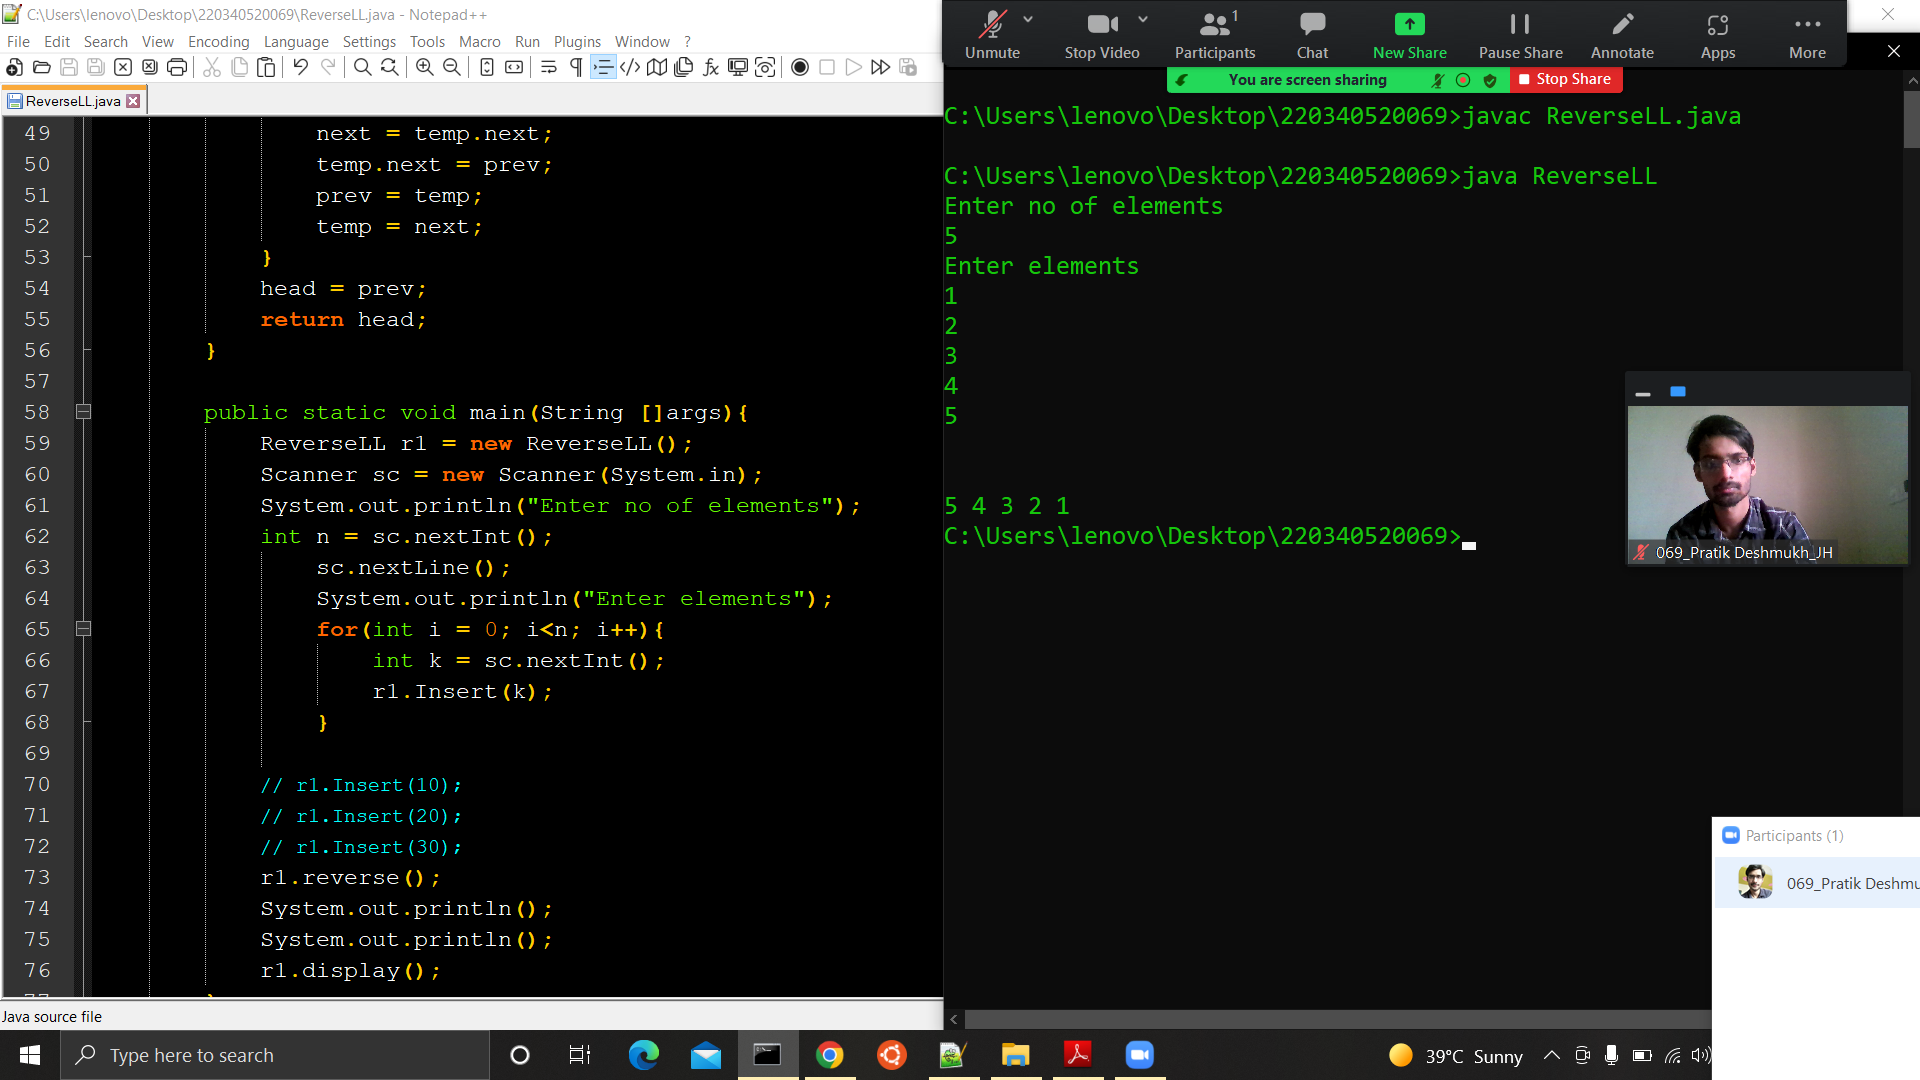 C:\Users\lenovo\Desktop\220340520069\ReverseLL.java - Notepad++
File Edit Search View Encoding Language Settings Tools Macro Run Plugins Window ?
ReverseLL.java
49 next = temp.next;
50 temp.next = prev;
51 prev = temp;
52 temp = next;
53 }
54 head = prev;
55 return head;
56 }
57
58 public static void main(String []args){
59 ReverseLL r1 = new ReverseLL();
60 Scanner sc = new Scanner(System.in);
61 System.out.println("Enter no of elements");
62 int n = sc.nextInt();
63 sc.nextLine();
64 System.out.println("Enter elements");
65 for(int i = 0; i<n; i++){
66 int k = sc.nextInt();
67 r1.Insert(k);
68 }
69
70 // r1.Insert(10);
71 // r1.Insert(20);
72 // r1.Insert(30);
73 r1.reverse();
74 System.out.println();
75 System.out.println();
76 r1.display();
Java source file
Unmute Stop Video Participants 1 Chat New Share Pause Share Annotate Apps More
You are screen sharing Stop Share
C:\Users\lenovo\Desktop\220340520069>javac ReverseLL.java
C:\Users\lenovo\Desktop\220340520069>java ReverseLL
Enter no of elements
5
Enter elements
1
2
3
4
5
5 4 3 2 1
C:\Users\lenovo\Desktop\220340520069>
069_Pratik Deshmukh_JH
Participants (1)
069_Pratik Deshmu
Type here to search
39°C Sunny